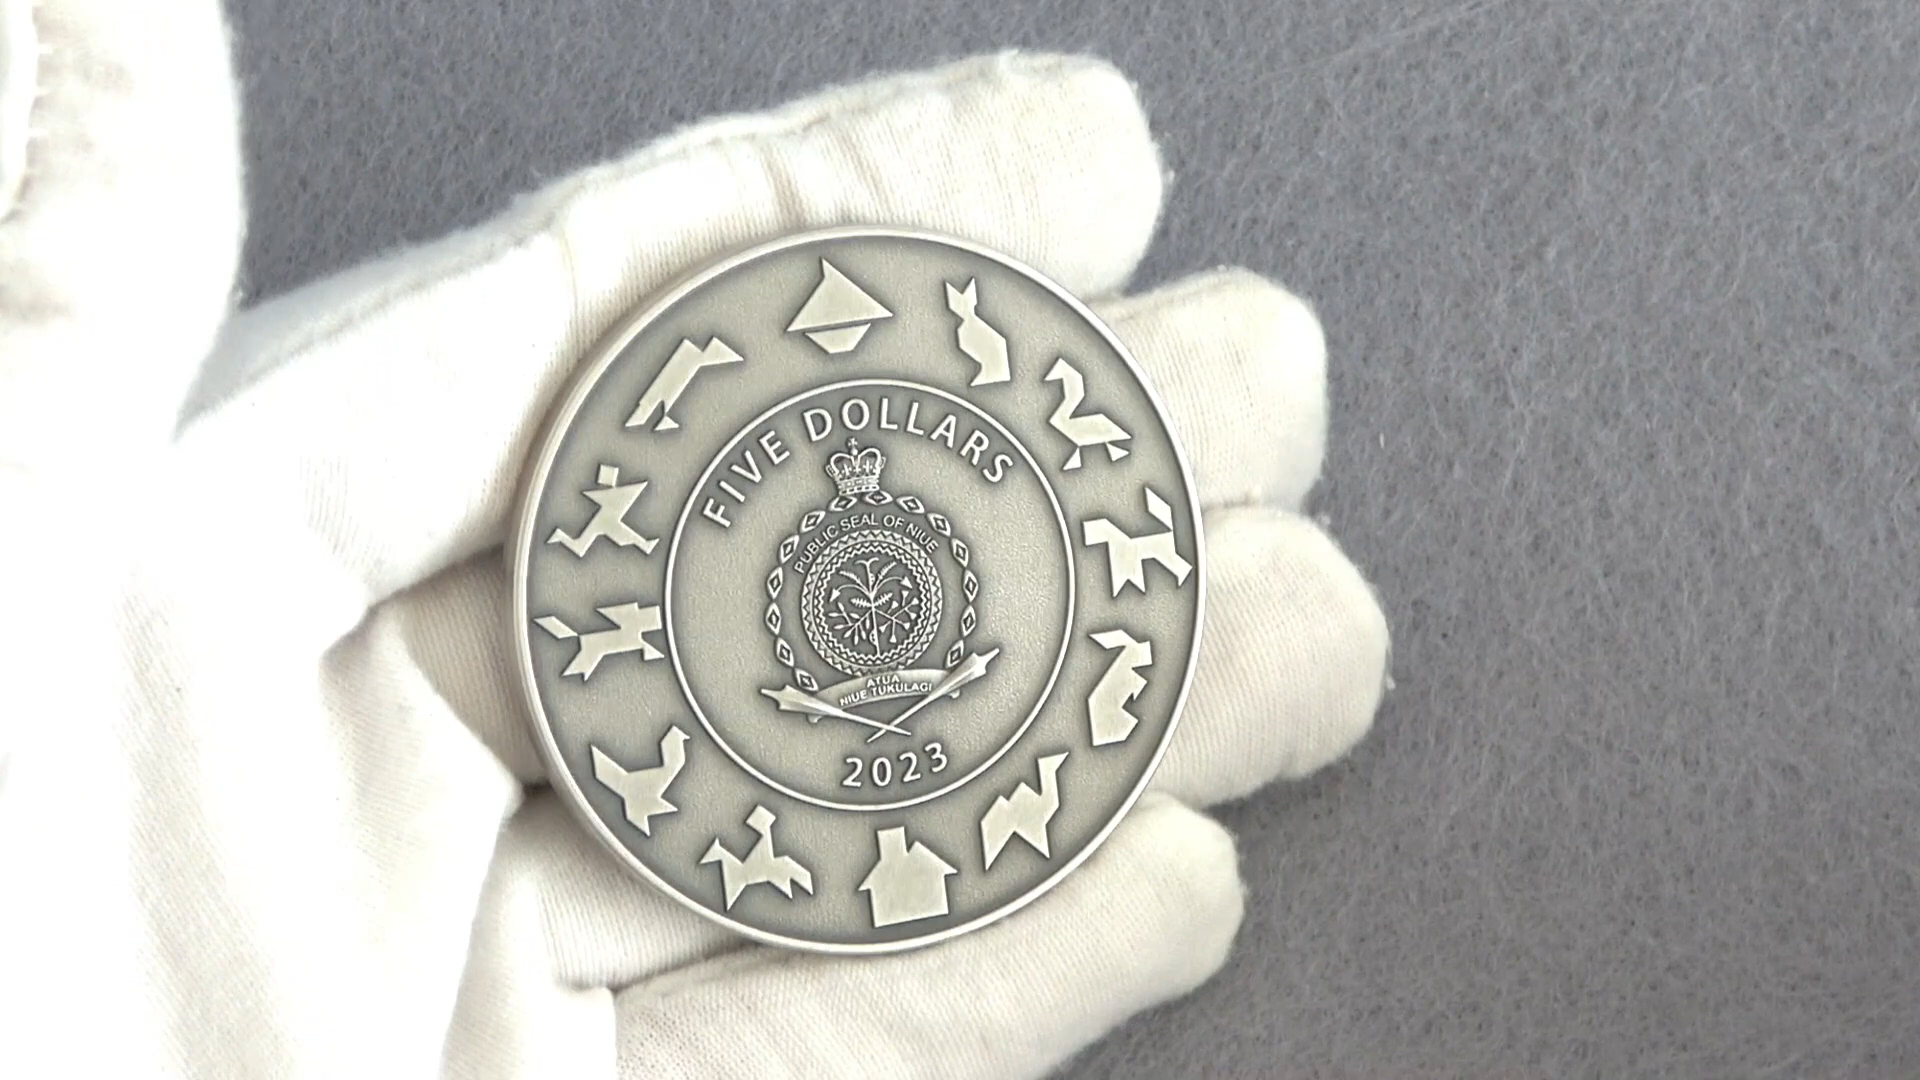 FIVE DOLLARS
PUBLIC SEAL OF NIUE
ATUA
NIUE TUKULAGI
2023